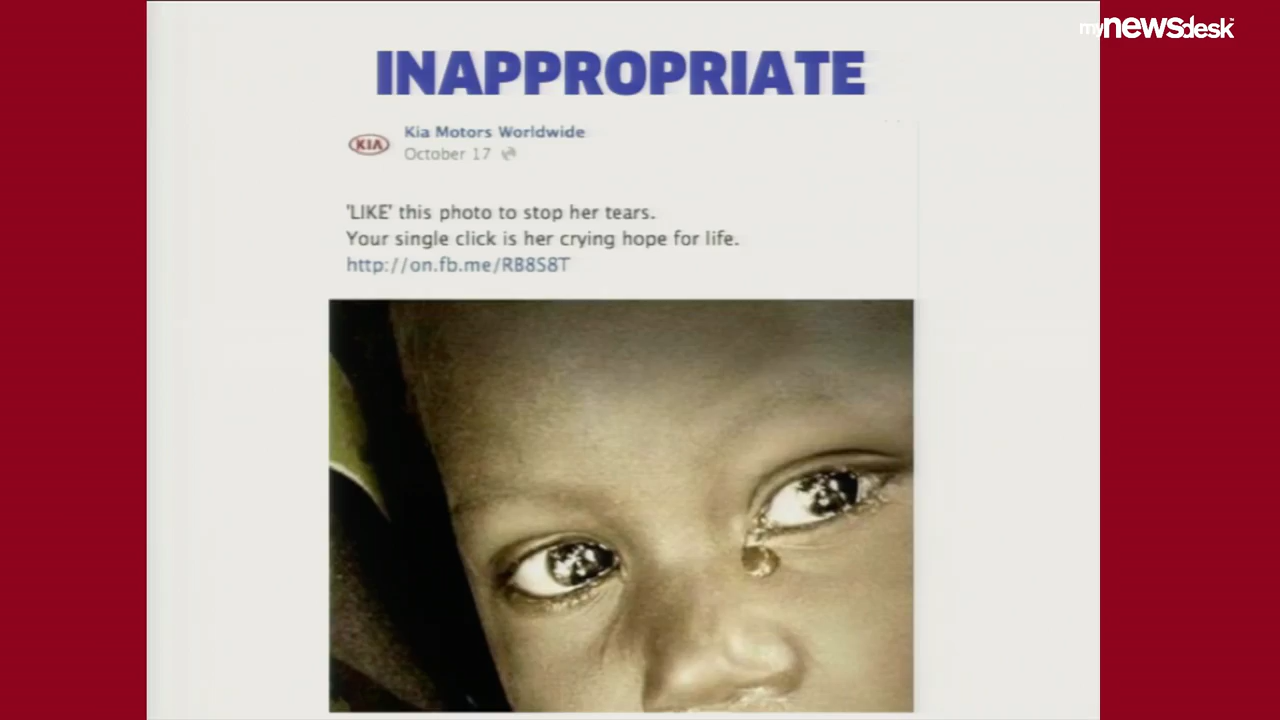 mynewsdesk
INAPPROPRIATE
KIA
Kia Motors Worldwide
October 17
'LIKE' this photo to stop her tears.
Your single click is her crying hope for life.
http://on.fb.me/RB8S8T